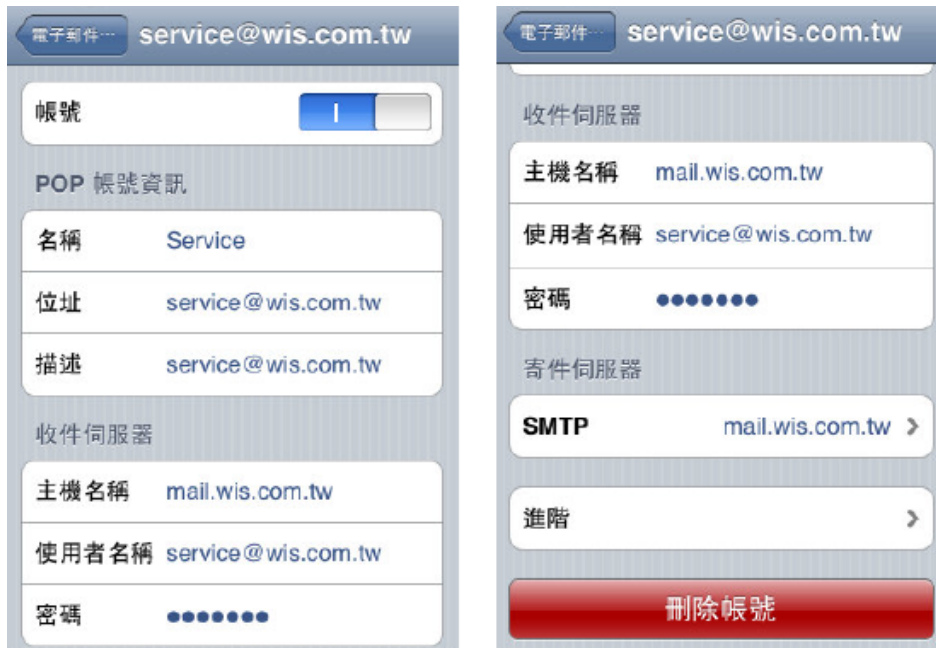 電子郵件… service@wis.com.tw
帳號
POP 帳號資訊
名稱 Service
位址 service@wis.com.tw
描述 service@wis.com.tw
收件伺服器
主機名稱 mail.wis.com.tw
使用者名稱 service@wis.com.tw
密碼 ●●●●●●●
電子郵件… service@wis.com.tw
收件伺服器
主機名稱 mail.wis.com.tw
使用者名稱 service@wis.com.tw
密碼 ●●●●●●●
寄件伺服器
SMTP mail.wis.com.tw
進階
刪除帳號